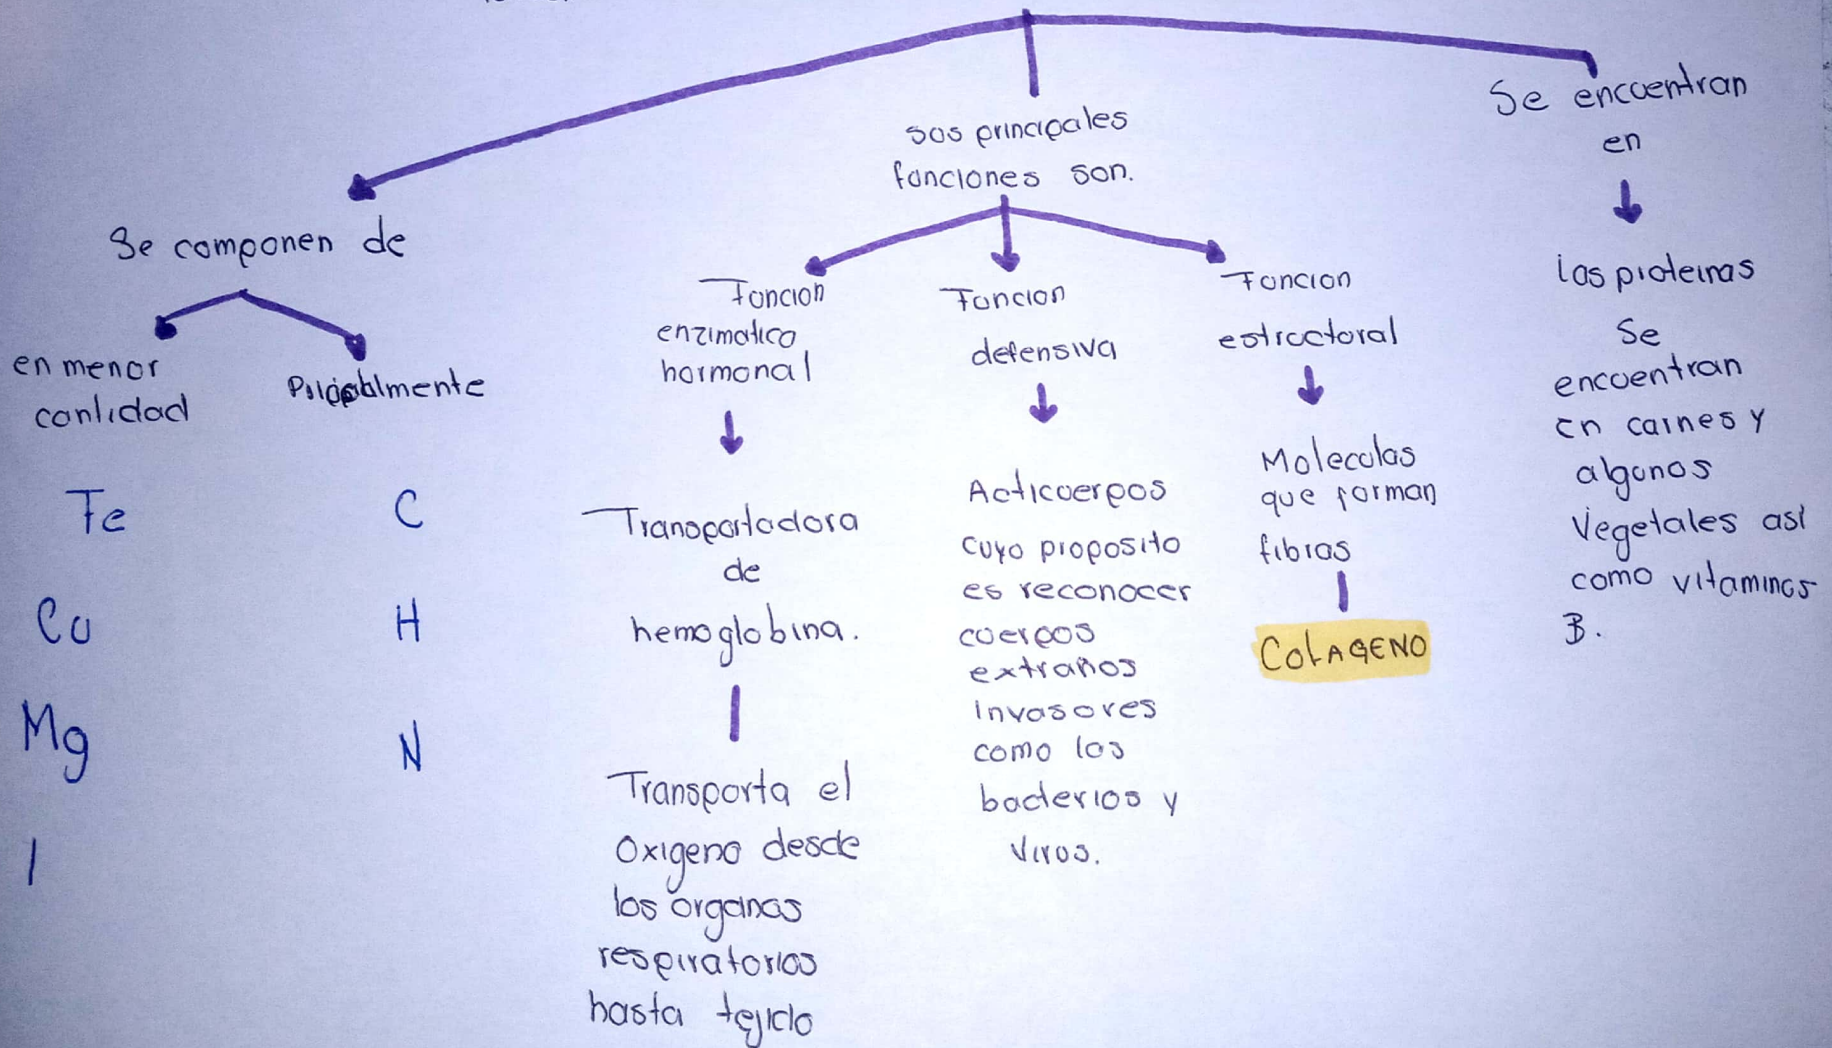 Se componen de
en menor
cantidad
Fe
Cu
Mg
I
Principalmente
C
H
N
sus principales
funciones son.
Funcion
enzimatica
hormonal
Transportadora
de
hemoglobina.
Transporta el
Oxigeno desde
los organos
respiratorios
hasta tejido
Funcion
defensiva
Acticuerpos
cuyo proposito
es reconocer
cuerpos
extraños
invasores
como las
bacterias y
virus.
Funcion
estructural
Moleculas
que forman
fibras
COLAGENO
Se encuentran
en
las proteinas
Se
encuentran
En carnes y
algunos
Vegetales así
como vitaminas
B.